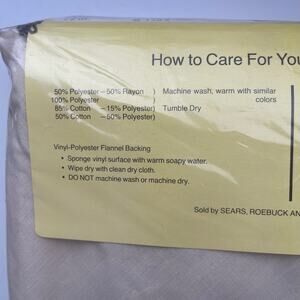 How to Care For You
50% Polyester – 50% Rayon ) Machine wash, warm with similar
100% Polyester colors
85% Cotton – 15% Polyester) Tumble Dry
50% Cotton – 50% Polyester)
Vinyl-Polyester Flannel Backing
• Sponge vinyl surface with warm soapy water.
• Wipe dry with clean dry cloth.
• DO NOT machine wash or machine dry.
Sold by SEARS, ROEBUCK AN